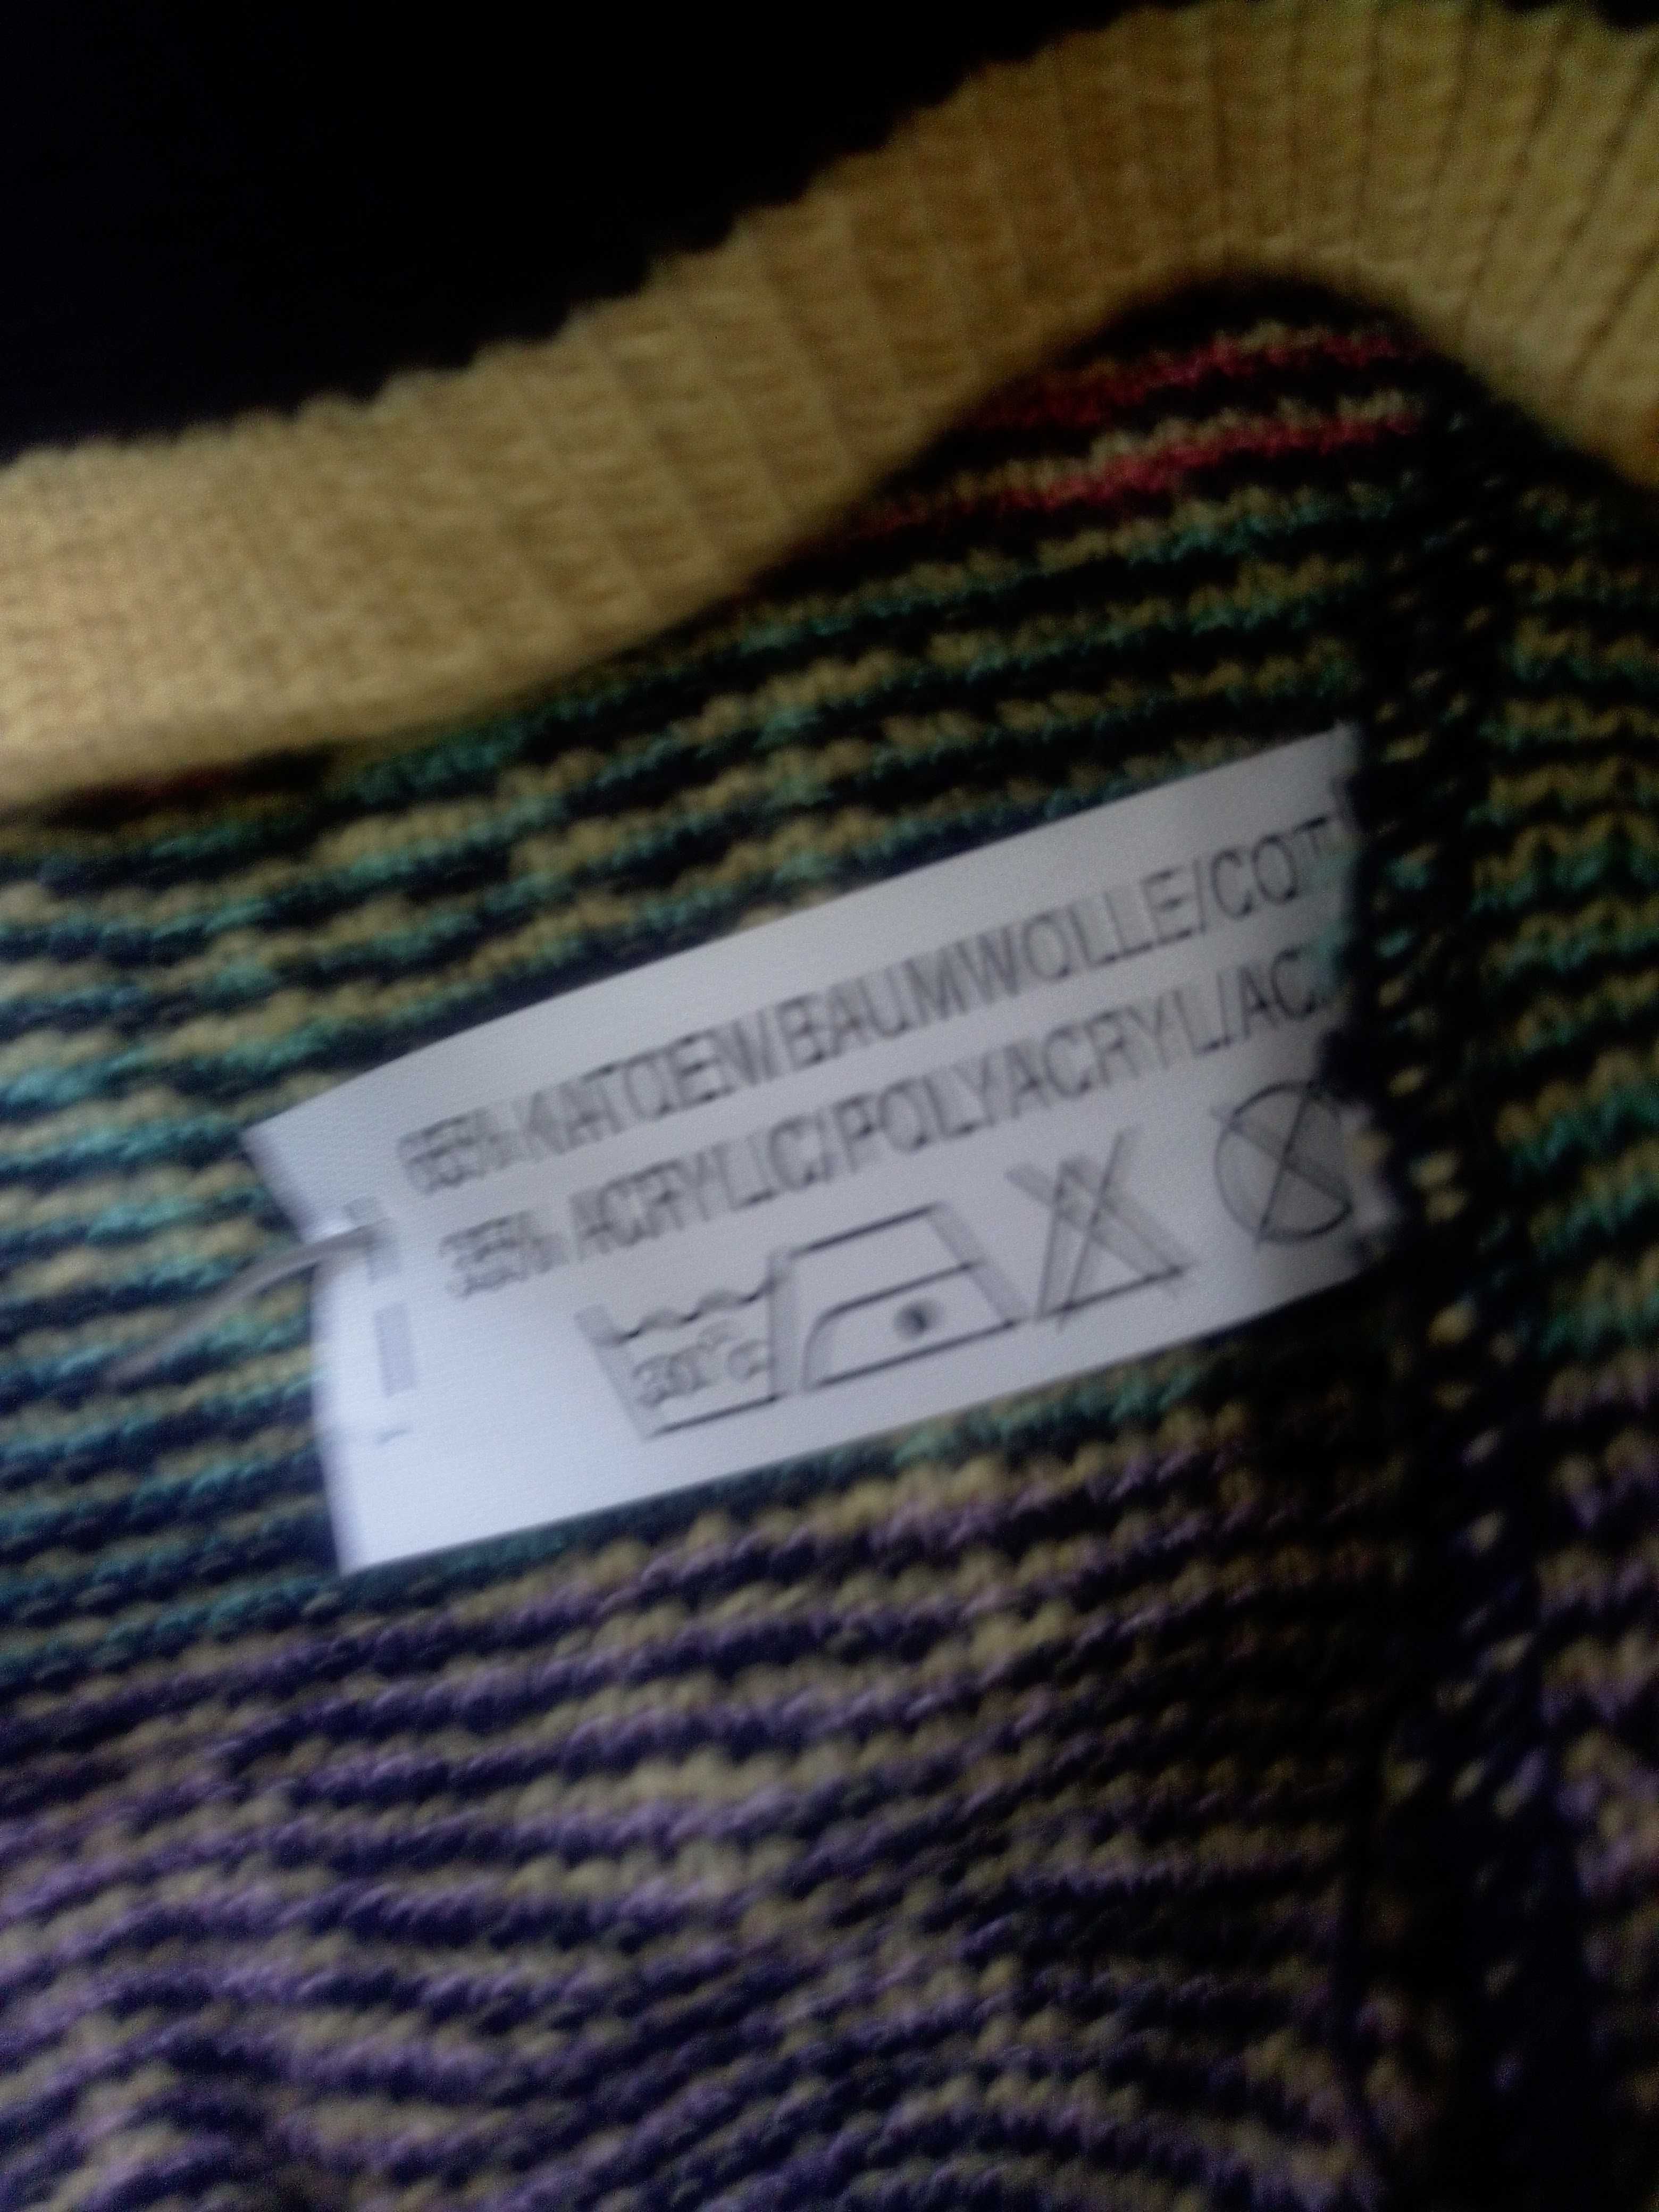 65% KATOEN/BAUMWOLLE/COT
35% ACRYLIC/POLYACRYL/AC
30°C